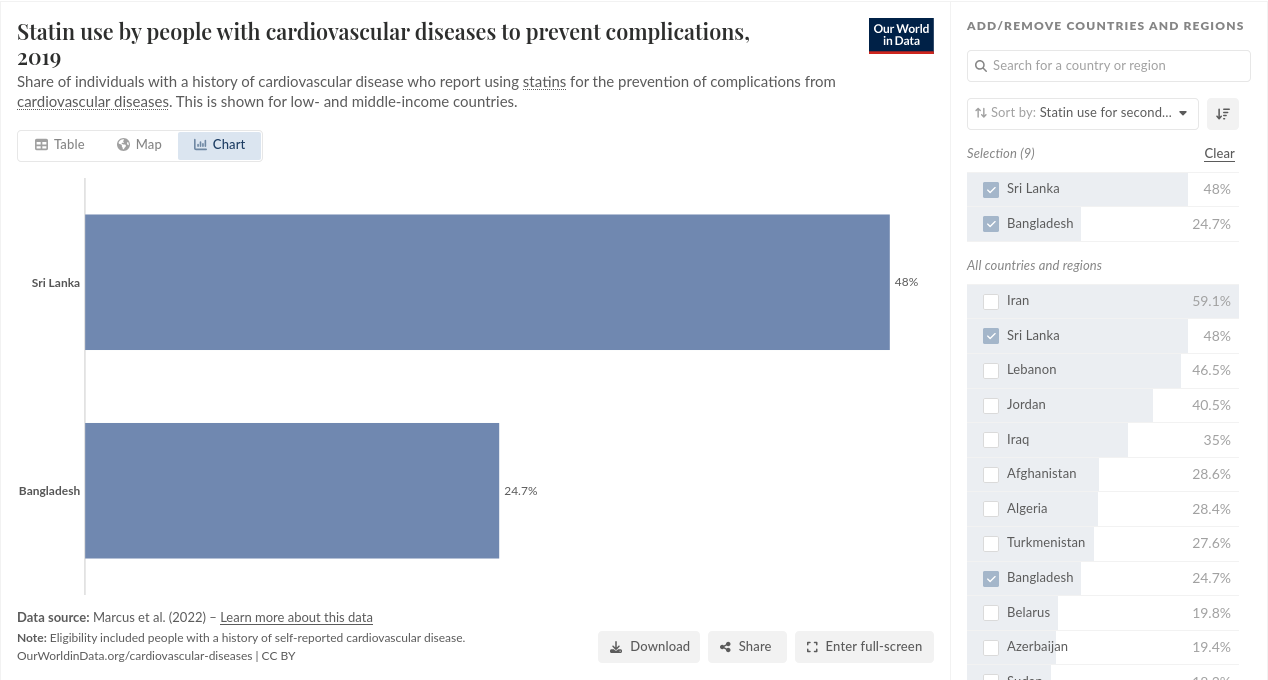 Statin use by people with cardiovascular diseases to prevent complications,
2019
Share of individuals with a history of cardiovascular disease who report using statins for the prevention of complications from
cardiovascular diseases. This is shown for low- and middle-income countries.
Our World
in Data
Table
Map
Chart
Sri Lanka
48%
Bangladesh
24.7%
Data source: Marcus et al. (2022) – Learn more about this data
Note: Eligibility included people with a history of self-reported cardiovascular disease.
OurWorldinData.org/cardiovascular-diseases | CC BY
Download
Share
Enter full-screen
ADD/REMOVE COUNTRIES AND REGIONS
Search for a country or region
Sort by: Statin use for second...
Selection (9)
Clear
Sri Lanka 48%
Bangladesh 24.7%
All countries and regions
Iran 59.1%
Sri Lanka 48%
Lebanon 46.5%
Jordan 40.5%
Iraq 35%
Afghanistan 28.6%
Algeria 28.4%
Turkmenistan 27.6%
Bangladesh 24.7%
Belarus 19.8%
Azerbaijan 19.4%
Sudan